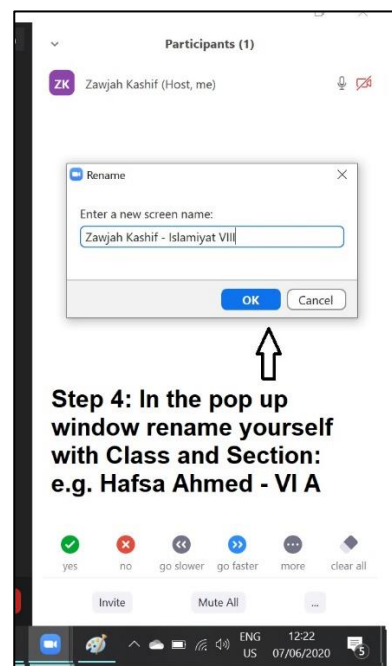 Participants (1)
ZK Zawjah Kashif (Host, me)
Rename
Enter a new screen name:
Zawjah Kashif - Islamiyat VIII
OK Cancel
Step 4: In the pop up
window rename yourself
with Class and Section:
e.g. Hafsa Ahmed - VI A
yes no go slower go faster more clear all
Invite Mute All ...
ENG 12:22
US 07/06/2020 5